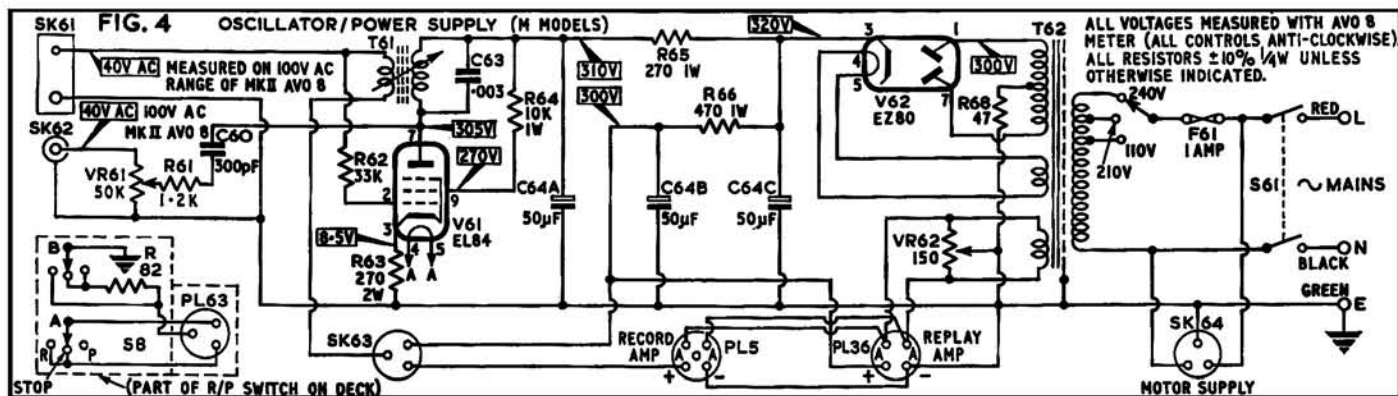 FIG. 4
OSCILLATOR/POWER SUPPLY (M MODELS)
SK61
40V AC
MEASURED ON 100V AC
RANGE OF MKII AVO 8
40V AC
100V AC
MK II AVO 8
SK62
VR61
50K
R61
1·2K
C60
300pF
T61
C63
·003
R64
10K
1W
7
305V
270V
R62
33K
2
9
3
4
5
V61
EL84
8·5V
R63
270
2W
A
A
310V
300V
R65
270 1W
R66
470 1W
C64A
50µF
C64B
50µF
C64C
50µF
320V
3
1
4
5
7
V62
EZ80
300V
R68
47
T62
VR62
150
ALL VOLTAGES MEASURED WITH AVO 8
METER (ALL CONTROLS ANTI-CLOCKWISE)
ALL RESISTORS ±10% ¼W UNLESS
OTHERWISE INDICATED.
240V
110V
210V
F61
1 AMP
S61
RED
L
MAINS
N
BLACK
GREEN
E
B
R
82
PL63
A
S8
R
P
STOP
(PART OF R/P SWITCH ON DECK)
SK63
RECORD
AMP
A
A
PL5
+
-
PL36
A
A
REPLAY
AMP
+
-
SK64
MOTOR SUPPLY